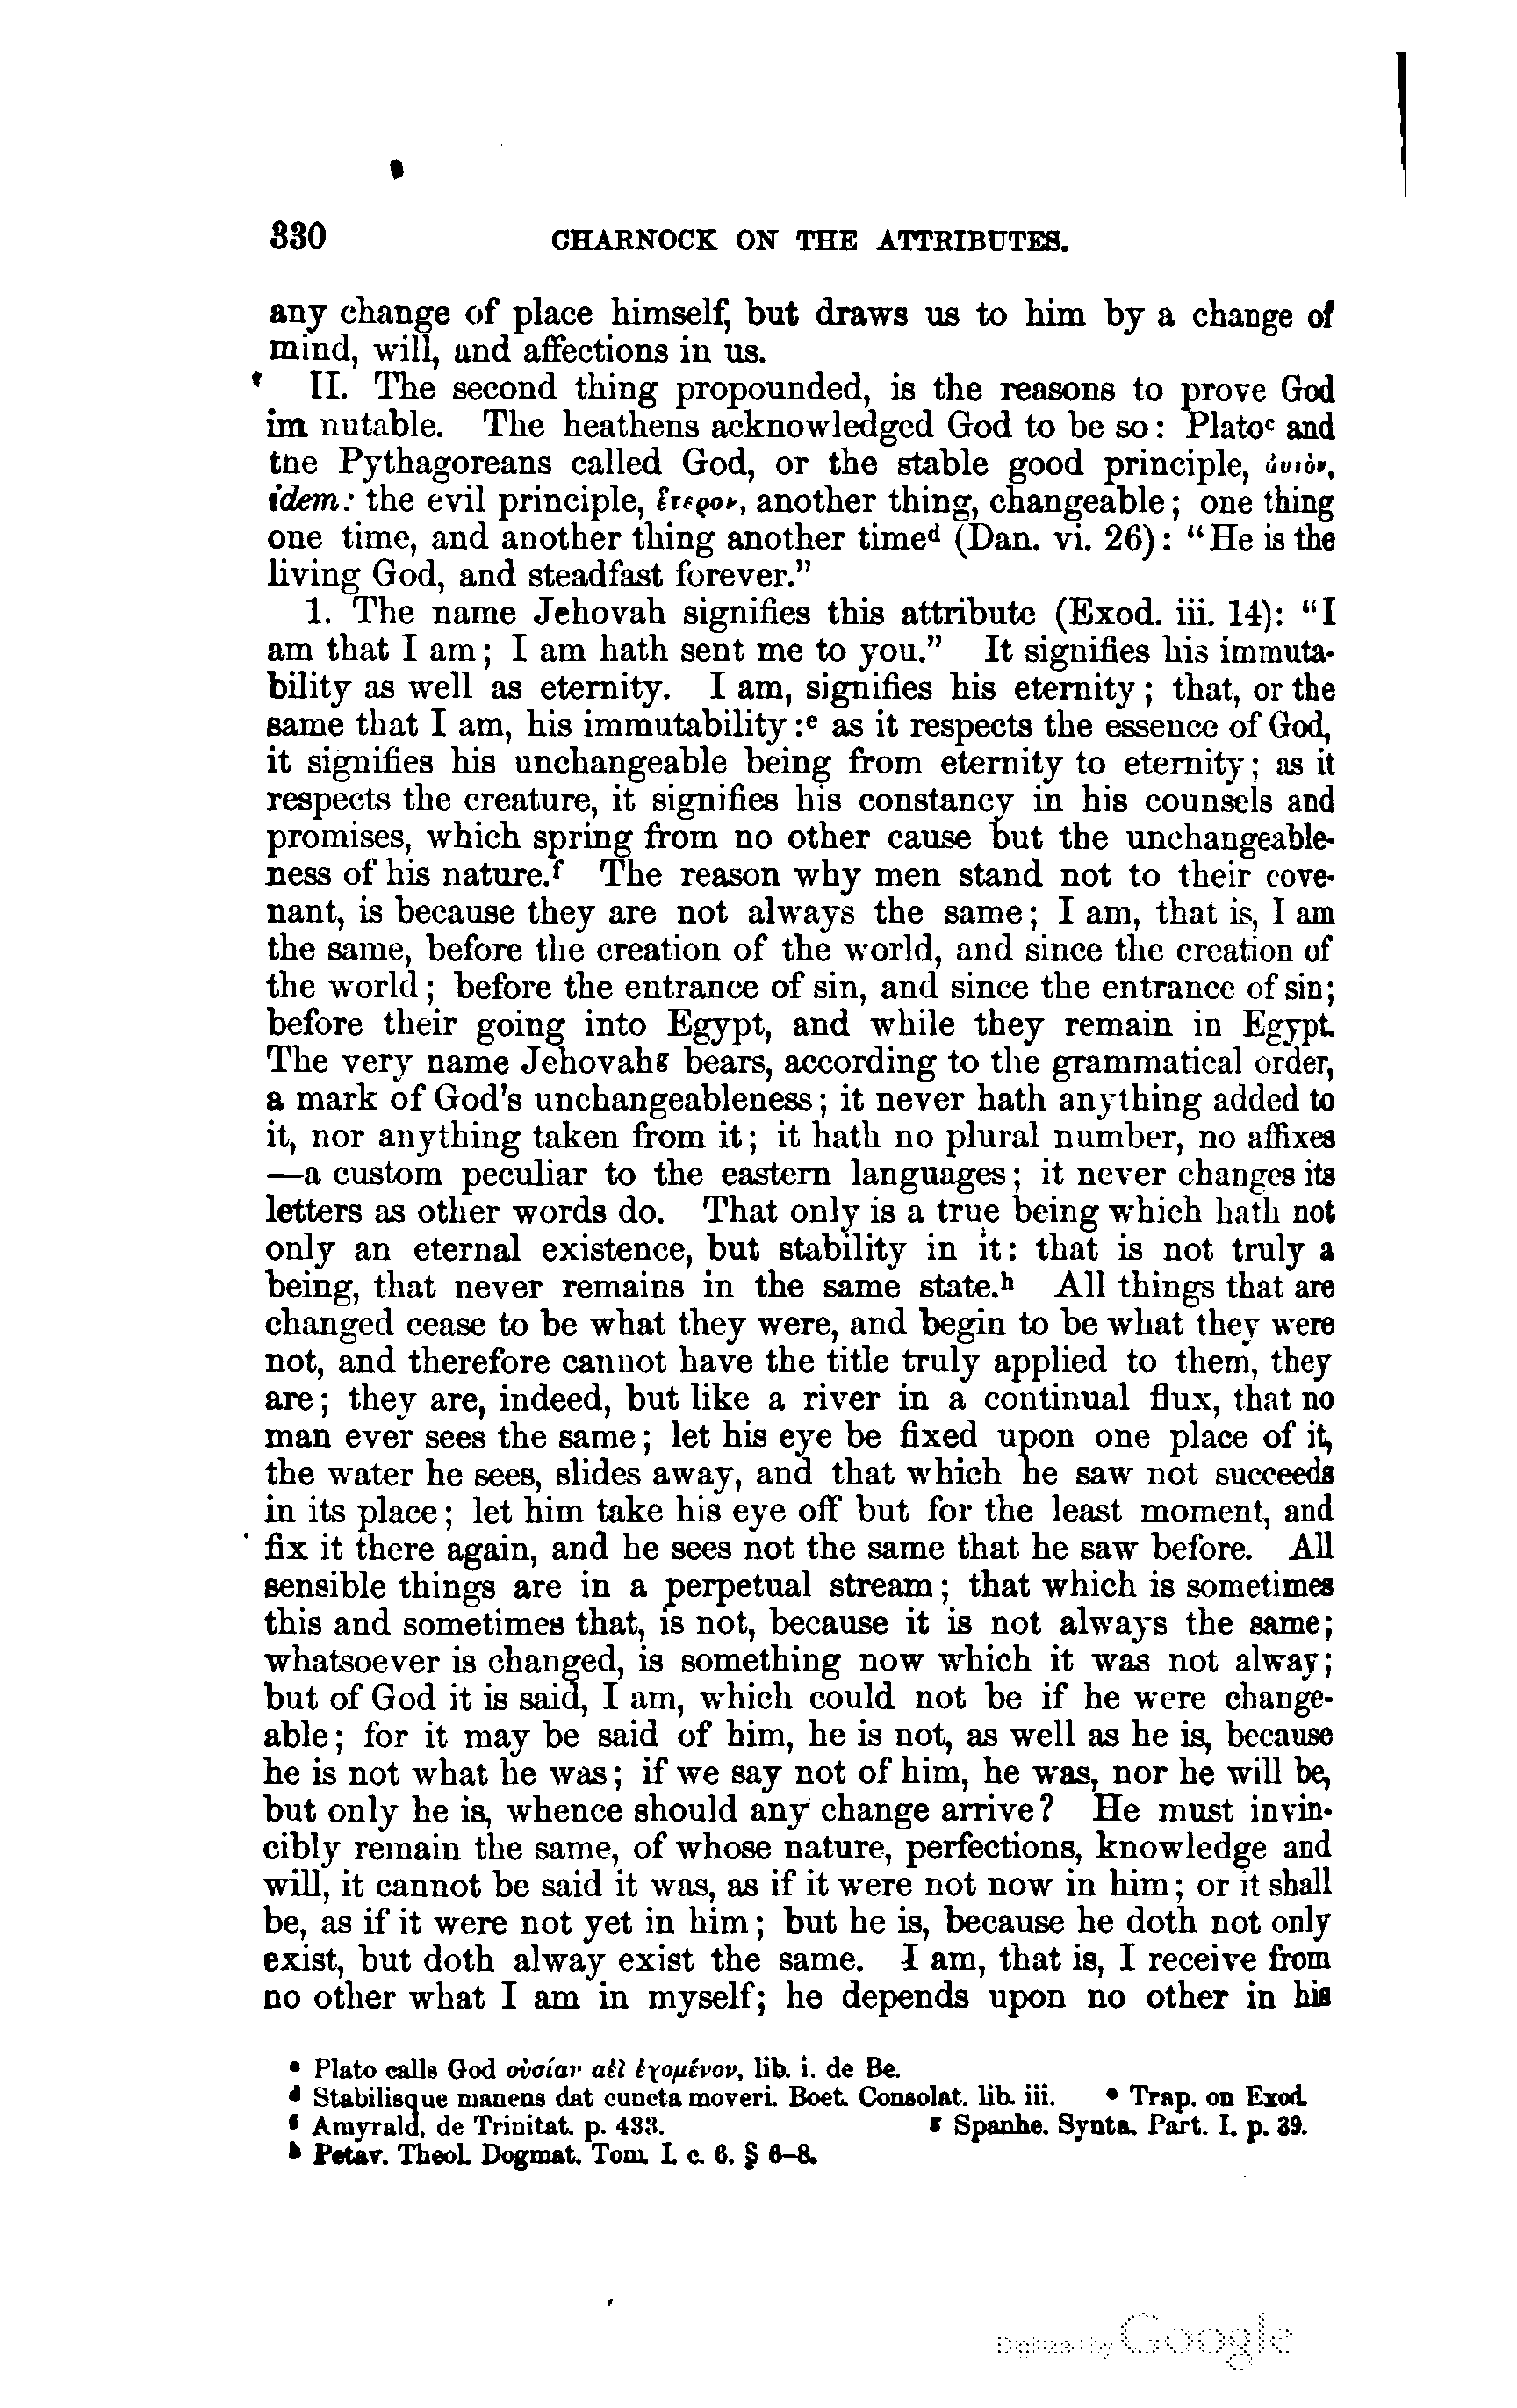 330 CHARNOCK ON THE ATTRIBUTES.
any change of place himself, but draws us to him by a change of
mind, will, and affections in us.
II. The second thing propounded, is the reasons to prove God
im nutable. The heathens acknowledged God to be so: Platoᶜ and
tne Pythagoreans called God, or the stable good principle, ἀυιὸν,
idem: the evil principle, ἕτερον, another thing, changeable; one thing
one time, and another thing another timeᵈ (Dan. vi. 26): “He is the
living God, and steadfast forever.”
1. The name Jehovah signifies this attribute (Exod. iii. 14): “I
am that I am; I am hath sent me to you.” It signifies his immuta-
bility as well as eternity. I am, signifies his eternity; that, or the
same that I am, his immutability:ᵉ as it respects the essence of God,
it signifies his unchangeable being from eternity to eternity; as it
respects the creature, it signifies his constancy in his counsels and
promises, which spring from no other cause but the unchangeable-
ness of his nature.ᶠ The reason why men stand not to their cove-
nant, is because they are not always the same; I am, that is, I am
the same, before the creation of the world, and since the creation of
the world; before the entrance of sin, and since the entrance of sin;
before their going into Egypt, and while they remain in Egypt.
The very name Jehovahᵍ bears, according to the grammatical order,
a mark of God's unchangeableness; it never hath anything added to
it, nor anything taken from it; it hath no plural number, no affixes
—a custom peculiar to the eastern languages; it never changes its
letters as other words do. That only is a true being which hath not
only an eternal existence, but stability in it: that is not truly a
being, that never remains in the same state.ʰ All things that are
changed cease to be what they were, and begin to be what they were
not, and therefore cannot have the title truly applied to them, they
are; they are, indeed, but like a river in a continual flux, that no
man ever sees the same; let his eye be fixed upon one place of it,
the water he sees, slides away, and that which he saw not succeeds
in its place; let him take his eye off but for the least moment, and
fix it there again, and he sees not the same that he saw before. All
sensible things are in a perpetual stream; that which is sometimes
this and sometimes that, is not, because it is not always the same;
whatsoever is changed, is something now which it was not alway;
but of God it is said, I am, which could not be if he were change-
able; for it may be said of him, he is not, as well as he is, because
he is not what he was; if we say not of him, he was, nor he will be,
but only he is, whence should any change arrive? He must invin-
cibly remain the same, of whose nature, perfections, knowledge and
will, it cannot be said it was, as if it were not now in him; or it shall
be, as if it were not yet in him; but he is, because he doth not only
exist, but doth alway exist the same. I am, that is, I receive from
no other what I am in myself; he depends upon no other in his
ᶜ Plato calls God οὐσίαν αἐὶ ἐχομένον, lib. i. de Be.
ᵈ Stabilisque manens dat cuncta moveri. Boet. Consolat. lib. iii. ᵉ Trap. on Exod.
ᶠ Amyrald, de Trinitat. p. 433. ᵍ Spanhe. Synta. Part. I. p. 39.
ʰ Petav. Theol. Dogmat. Tom. I. c. 6. § 6–8.
Digitized by Google